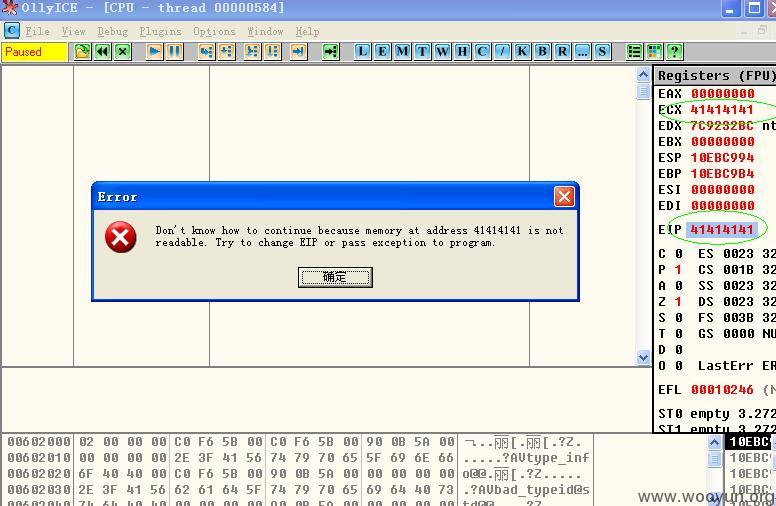 OllyICE - [CPU - thread 00000584]
C File View Debug Plugins Options Window Help
Paused L E M T W H C / K B R ... S ?
Registers (FPU)
EAX 00000000
ECX 41414141
EDX 7C9232BC nt
EBX 00000000
ESP 10EBC994
EBP 10EBC9B4
ESI 00000000
EDI 00000000
EIP 41414141
C 0 ES 0023 32
P 1 CS 001B 32
A 0 SS 0023 32
Z 1 DS 0023 32
S 0 FS 003B 32
T 0 GS 0000 NU
D 0
O 0 LastErr ER
EFL 00010246 (N
ST0 empty 3.272
ST1 empty 3.272
Error
Don't know how to continue because memory at address 41414141 is not
readable. Try to change EIP or pass exception to program.
确定
00602000 02 00 00 00 C0 F6 5B 00 C0 F6 5B 00 90 0B 5A 00 ¬...丽[.丽[.?Z.
00602010 00 00 00 00 2E 3F 41 56 74 79 70 65 5F 69 6E 66 .....?AVtype_inf
00602020 6F 40 40 00 C0 F6 5B 00 90 0B 5A 00 00 00 00 00 o@@.丽[.?Z.....
00602030 2E 3F 41 56 62 61 64 5F 74 79 70 65 69 64 40 73 .?AVbad_typeid@s
10EBC
10EBC
10EBC
www.wooyun.org